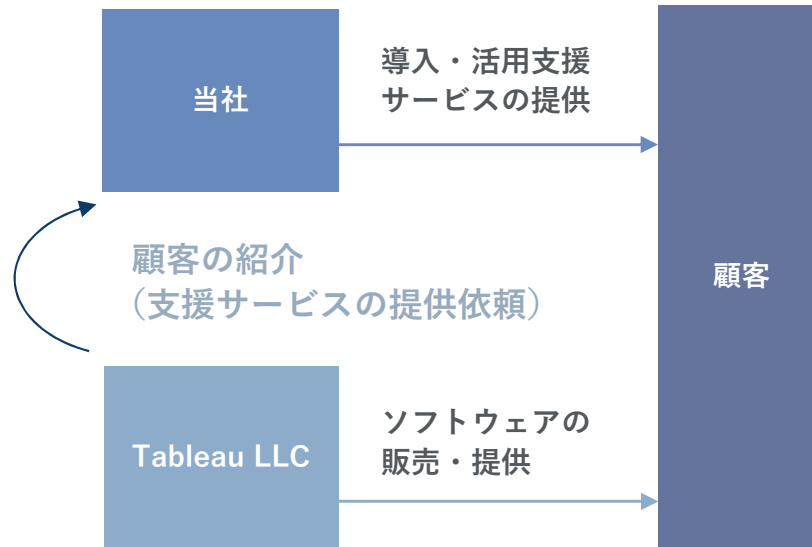 当社
導入・活用支援
サービスの提供
顧客の紹介
（支援サービスの提供依頼）
顧客
Tableau LLC
ソフトウェアの
販売・提供